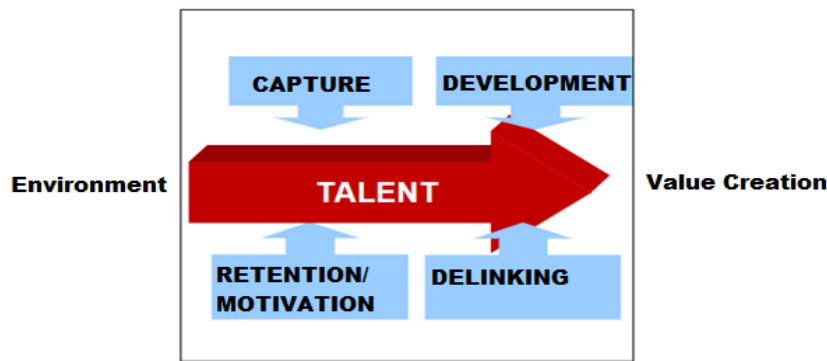 CAPTURE
DEVELOPMENT
Environment
TALENT
Value Creation
RETENTION/
MOTIVATION
DELINKING